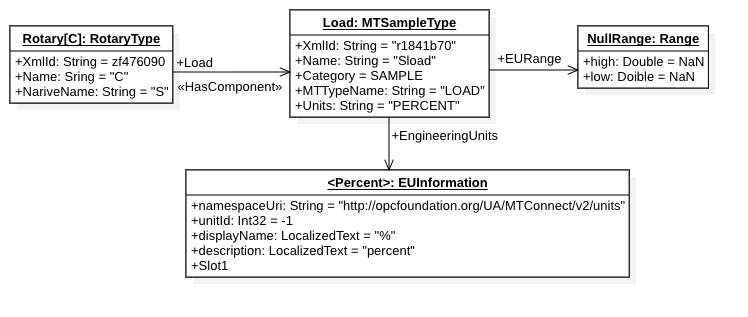 Rotary[C]: RotaryType
+XmlId: String = zf476090
+Name: Sring = "C"
+NariveName: String = "S"
+Load
«HasComponent»
Load: MTSampleType
+XmlId: String = "r1841b70"
+Name: String = "Sload"
+Category = SAMPLE
+MTTypeName: String = "LOAD"
+Units: String = "PERCENT"
+EURange
NullRange: Range
+high: Double = NaN
+low: Doible = NaN
+EngineeringUnits
<Percent>: EUInformation
+namespaceUri: String = "http://opcfoundation.org/UA/MTConnect/v2/units"
+unitId: Int32 = -1
+displayName: LocalizedText = "%"
+description: LocalizedText = "percent"
+Slot1